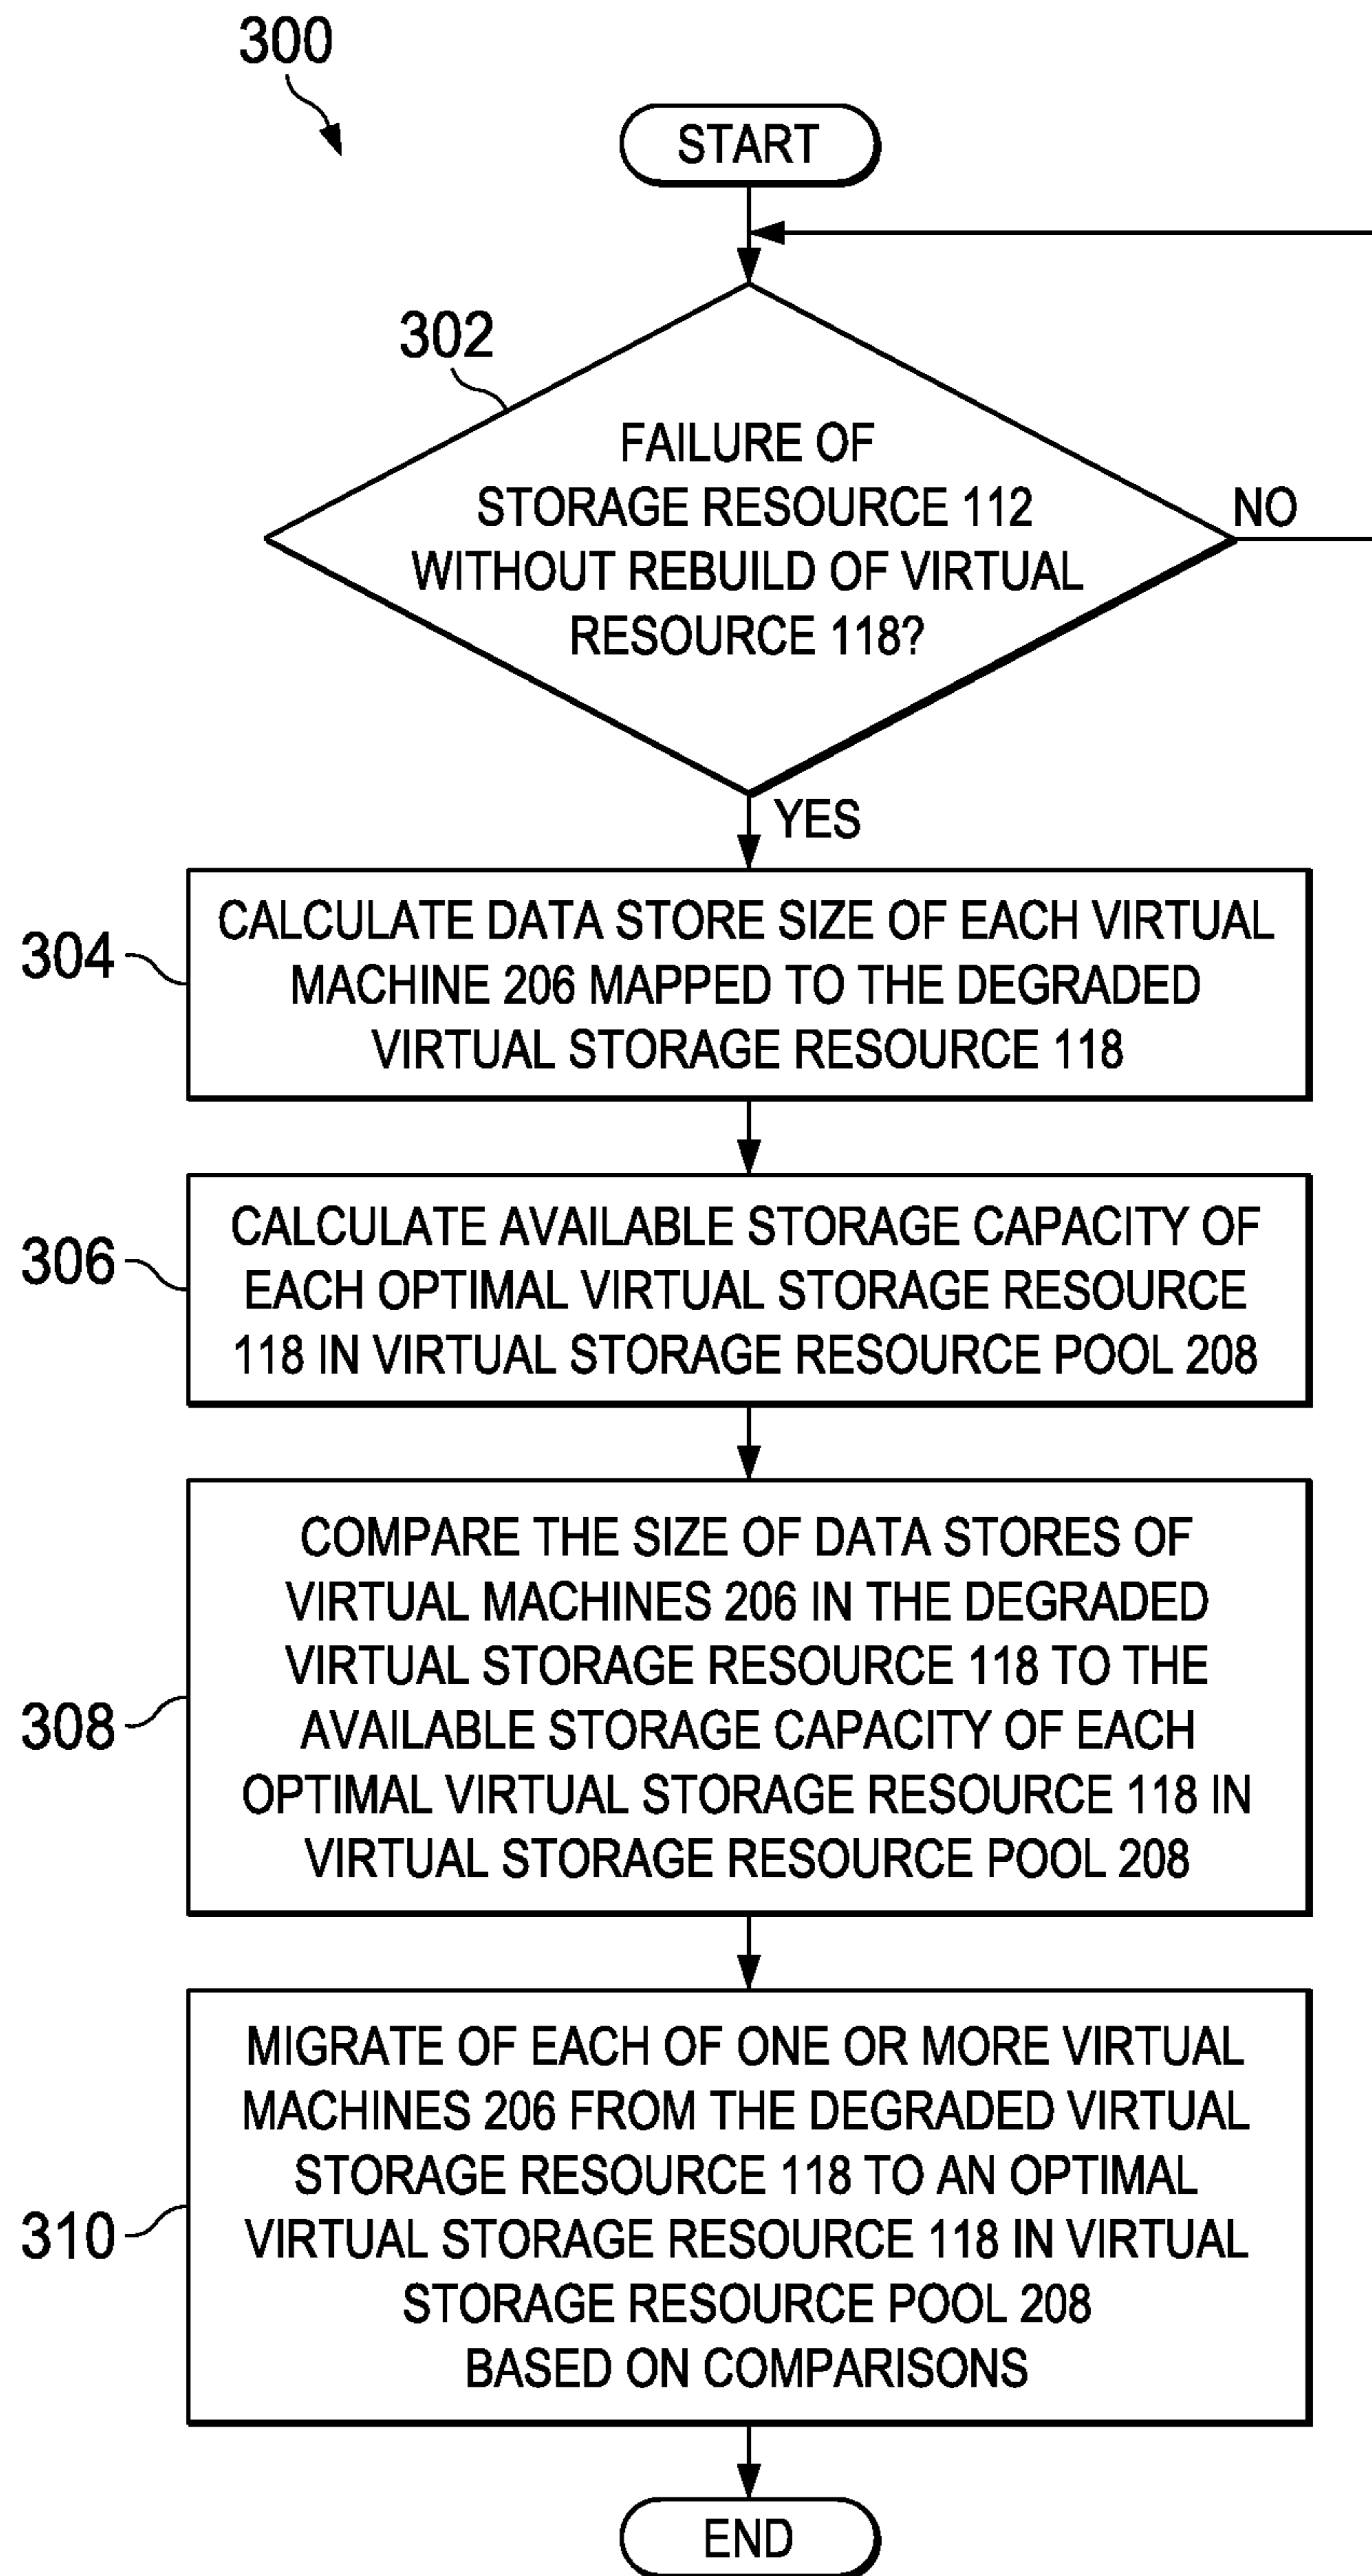 300
START
302
FAILURE OF
STORAGE RESOURCE 112
WITHOUT REBUILD OF VIRTUAL
RESOURCE 118?
NO
YES
304
CALCULATE DATA STORE SIZE OF EACH VIRTUAL
MACHINE 206 MAPPED TO THE DEGRADED
VIRTUAL STORAGE RESOURCE 118
306
CALCULATE AVAILABLE STORAGE CAPACITY OF
EACH OPTIMAL VIRTUAL STORAGE RESOURCE
118 IN VIRTUAL STORAGE RESOURCE POOL 208
308
COMPARE THE SIZE OF DATA STORES OF
VIRTUAL MACHINES 206 IN THE DEGRADED
VIRTUAL STORAGE RESOURCE 118 TO THE
AVAILABLE STORAGE CAPACITY OF EACH
OPTIMAL VIRTUAL STORAGE RESOURCE 118 IN
VIRTUAL STORAGE RESOURCE POOL 208
310
MIGRATE OF EACH OF ONE OR MORE VIRTUAL
MACHINES 206 FROM THE DEGRADED VIRTUAL
STORAGE RESOURCE 118 TO AN OPTIMAL
VIRTUAL STORAGE RESOURCE 118 IN VIRTUAL
STORAGE RESOURCE POOL 208
BASED ON COMPARISONS
END